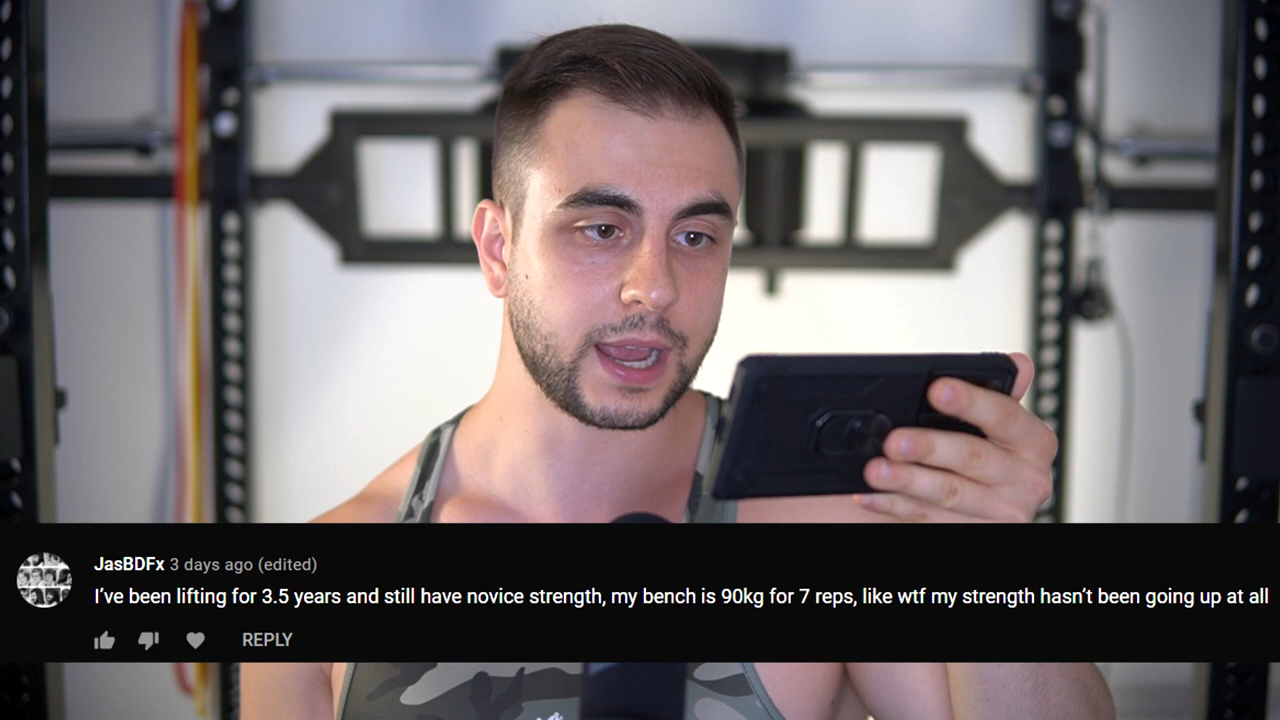 JasBDFx 3 days ago (edited)
I've been lifting for 3.5 years and still have novice strength, my bench is 90kg for 7 reps, like wtf my strength hasn't been going up at all
REPLY